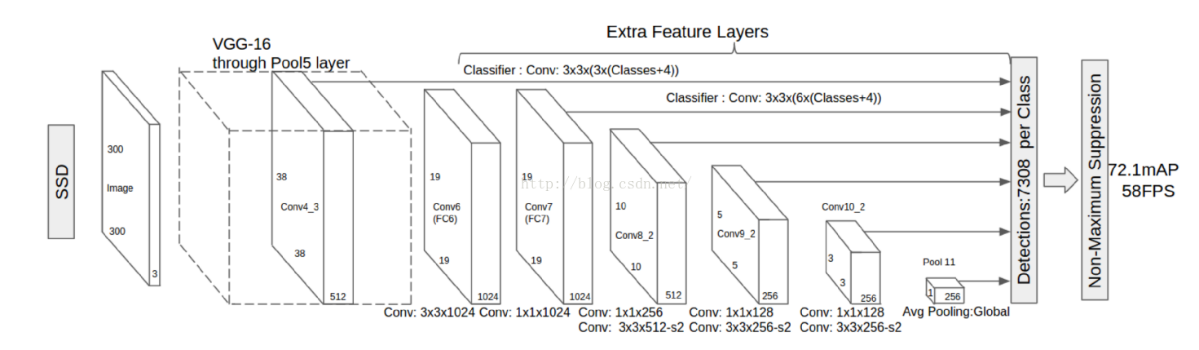 Extra Feature Layers
VGG-16
through Pool5 layer
Classifier : Conv: 3x3x(3x(Classes+4))
Classifier : Conv: 3x3x(6x(Classes+4))
SSD
300
Image
300
3
38
Conv4_3
38
512
19
Conv6
(FC6)
19
1024
19
Conv7
(FC7)
19
1024
10
Conv8_2
10
512
5
Conv9_2
5
256
Conv10_2
3
3
256
Pool 11
1
256
Detections:7308 per Class
Non-Maximum Suppression
72.1mAP
58FPS
http://blog.csdn.net/
Conv: 3x3x1024
Conv: 1x1x1024
Conv: 1x1x256
Conv: 3x3x512-s2
Conv: 1x1x128
Conv: 3x3x256-s2
Conv: 1x1x128
Conv: 3x3x256-s2
Avg Pooling:Global